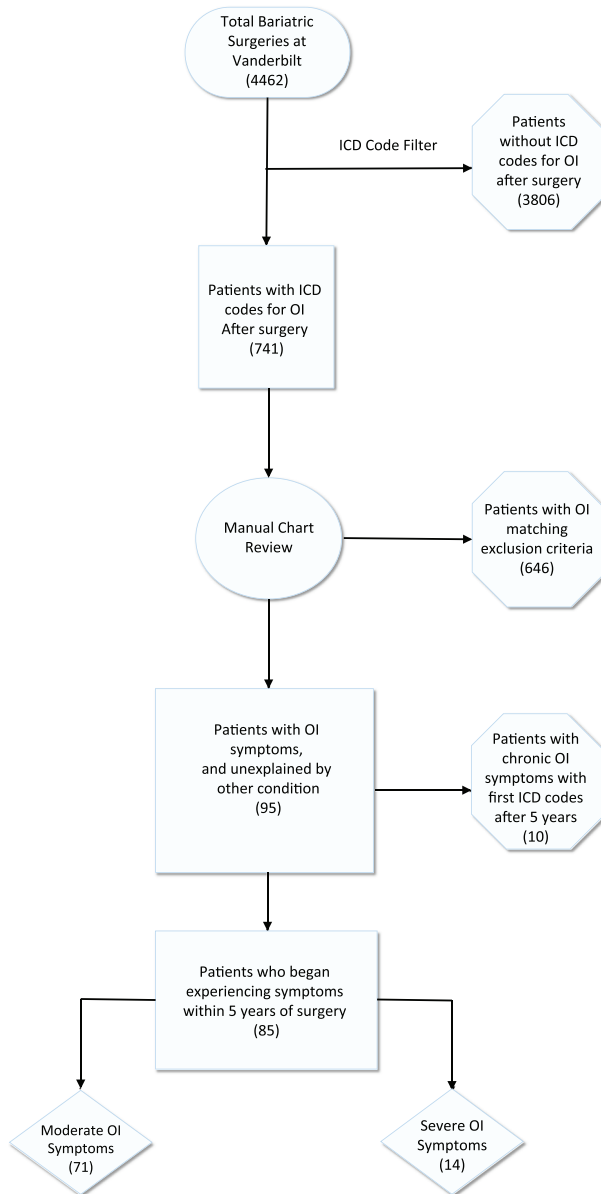 Total Bariatric
Surgeries at
Vanderbilt
(4462)
ICD Code Filter
Patients
without ICD
codes for OI
after surgery
(3806)
Patients with ICD
codes for OI
After surgery
(741)
Manual Chart
Review
Patients with OI
matching
exclusion criteria
(646)
Patients with OI
symptoms,
and unexplained by
other condition
(95)
Patients with
chronic OI
symptoms with
first ICD codes
after 5 years
(10)
Patients who began
experiencing symptoms
within 5 years of surgery
(85)
Moderate OI
Symptoms
(71)
Severe OI
Symptoms
(14)